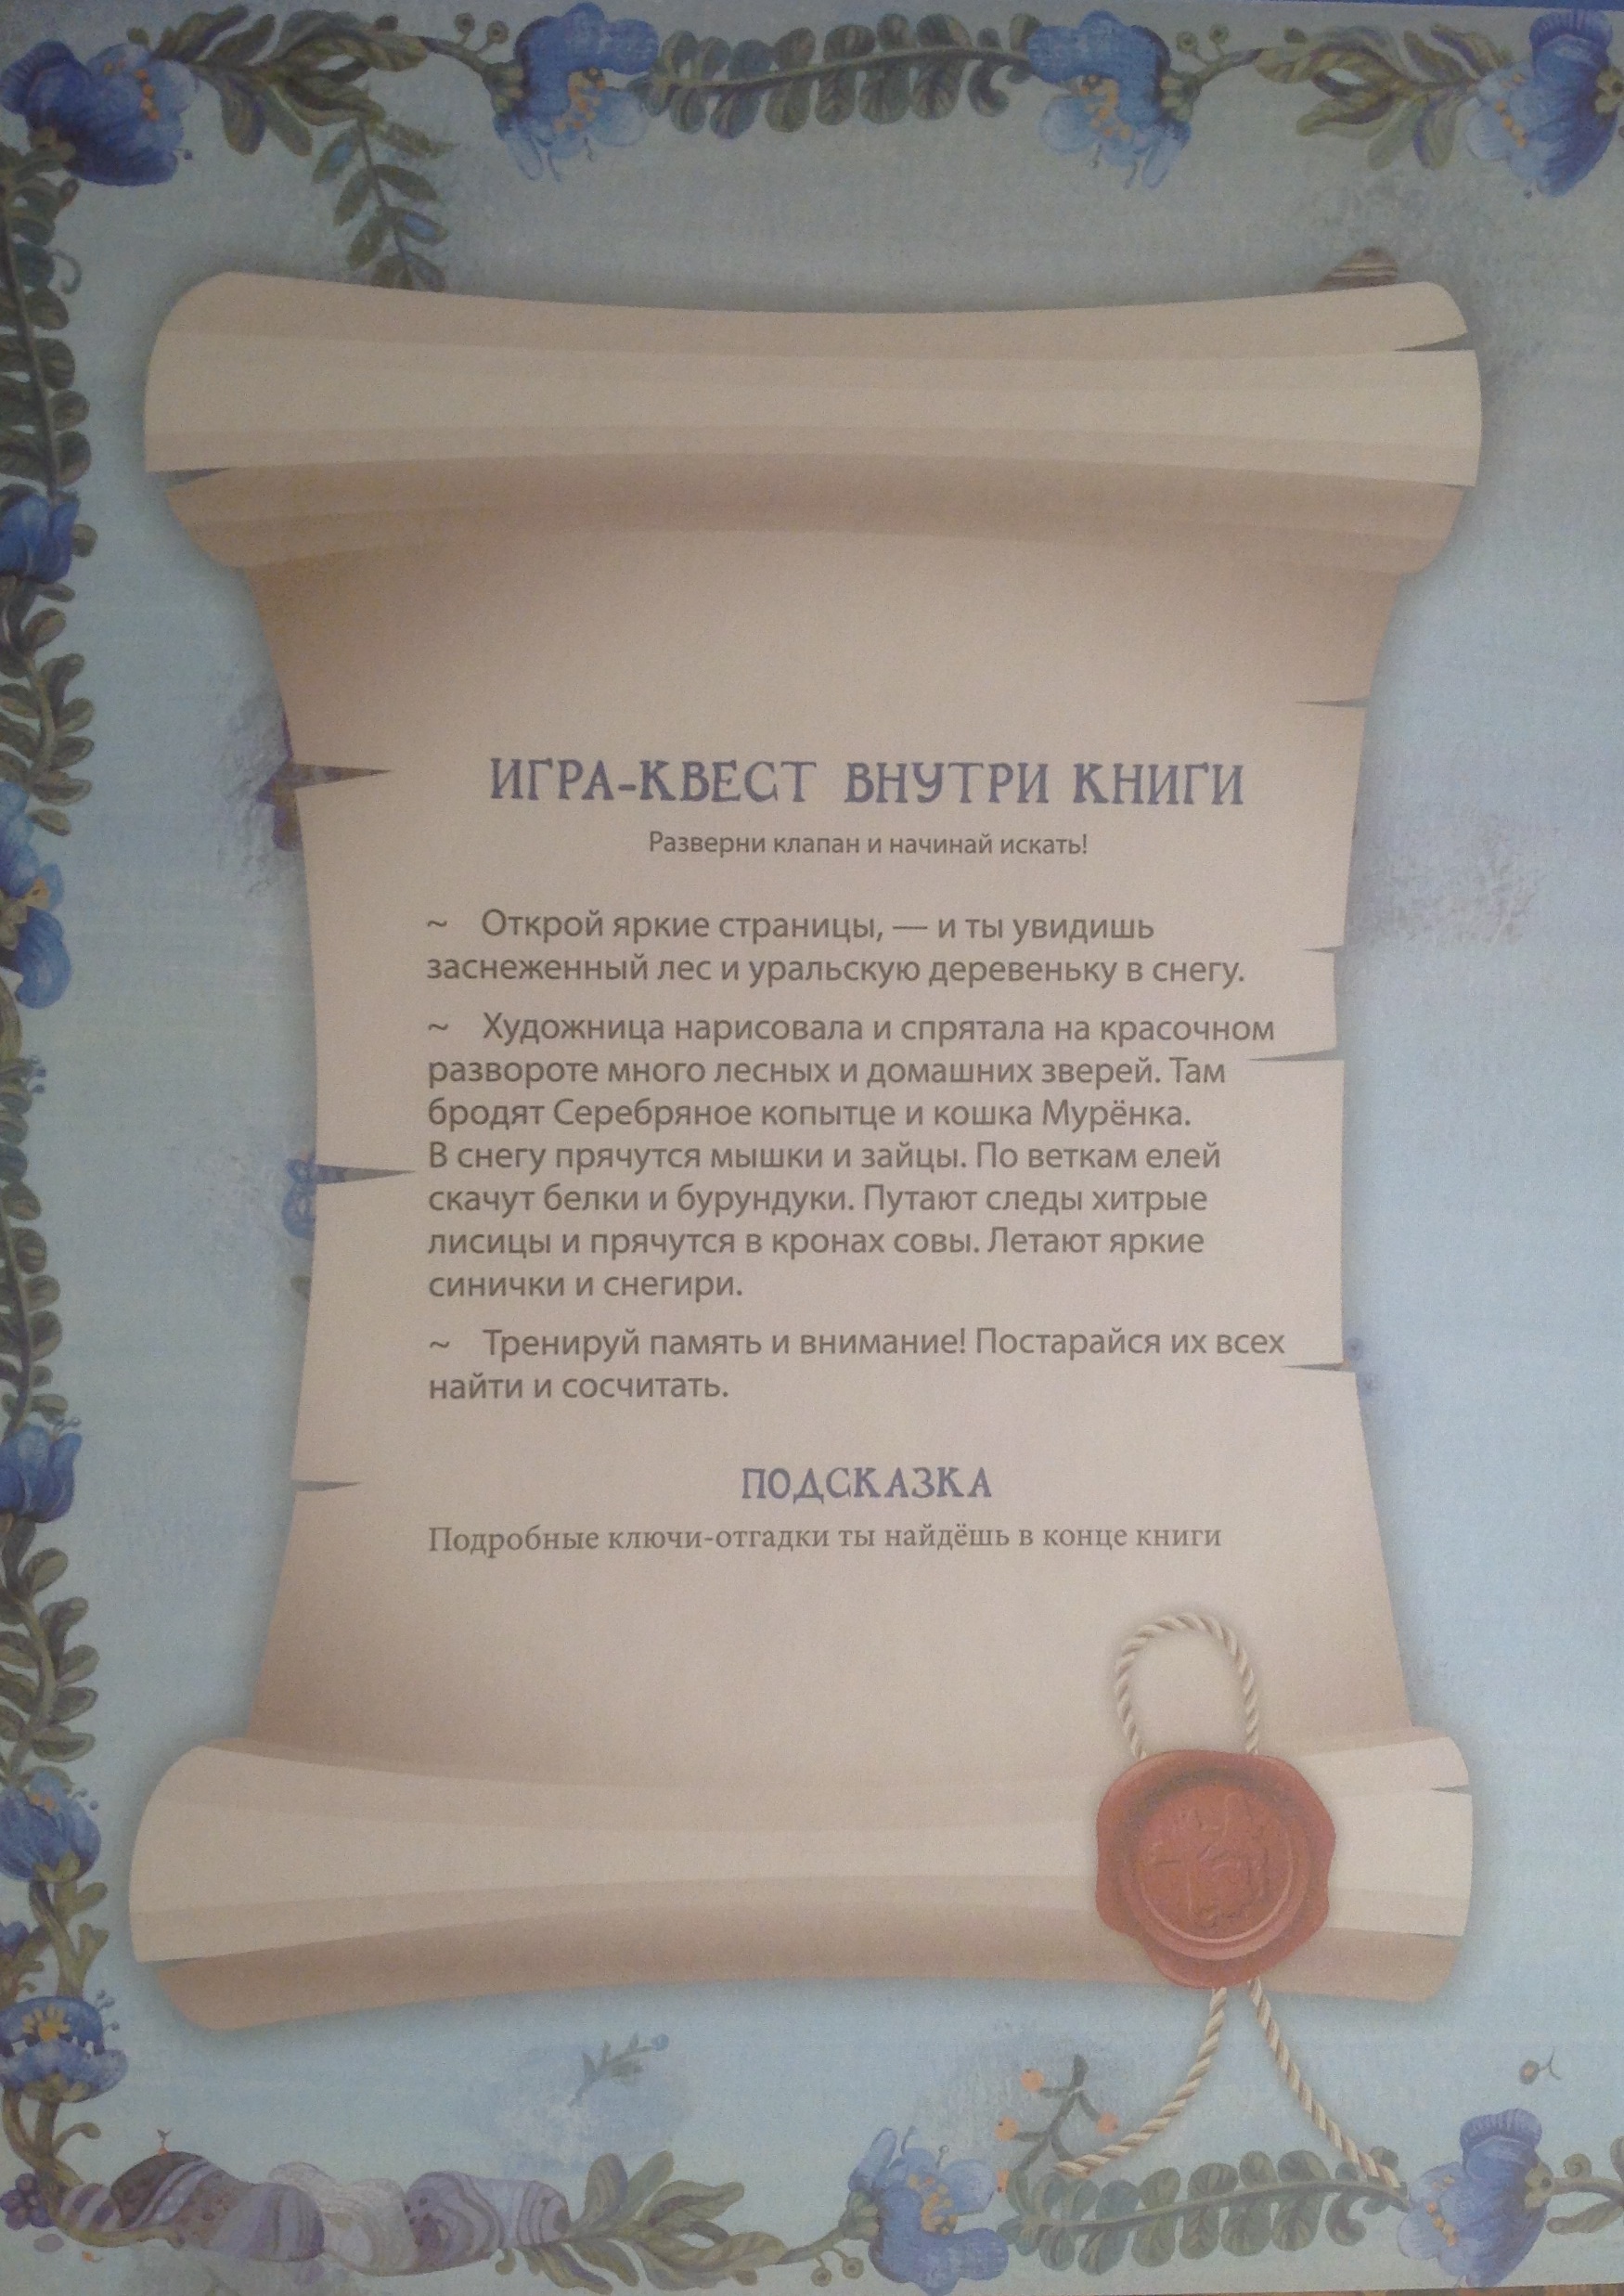 ИГРА-КВЕСТ ВНУТРИ КНИГИ
Разверни клапан и начинай искать!
~ Открой яркие страницы, — и ты увидишь
заснеженный лес и уральскую деревеньку в снегу.
~ Художница нарисовала и спрятала на красочном
развороте много лесных и домашних зверей. Там
бродят Серебряное копытце и кошка Мурёнка.
В снегу прячутся мышки и зайцы. По веткам елей
скачут белки и бурундуки. Путают следы хитрые
лисицы и прячутся в кронах совы. Летают яркие
синички и снегири.
~ Тренируй память и внимание! Постарайся их всех
найти и сосчитать.
ПОДСКАЗКА
Подробные ключи-отгадки ты найдёшь в конце книги